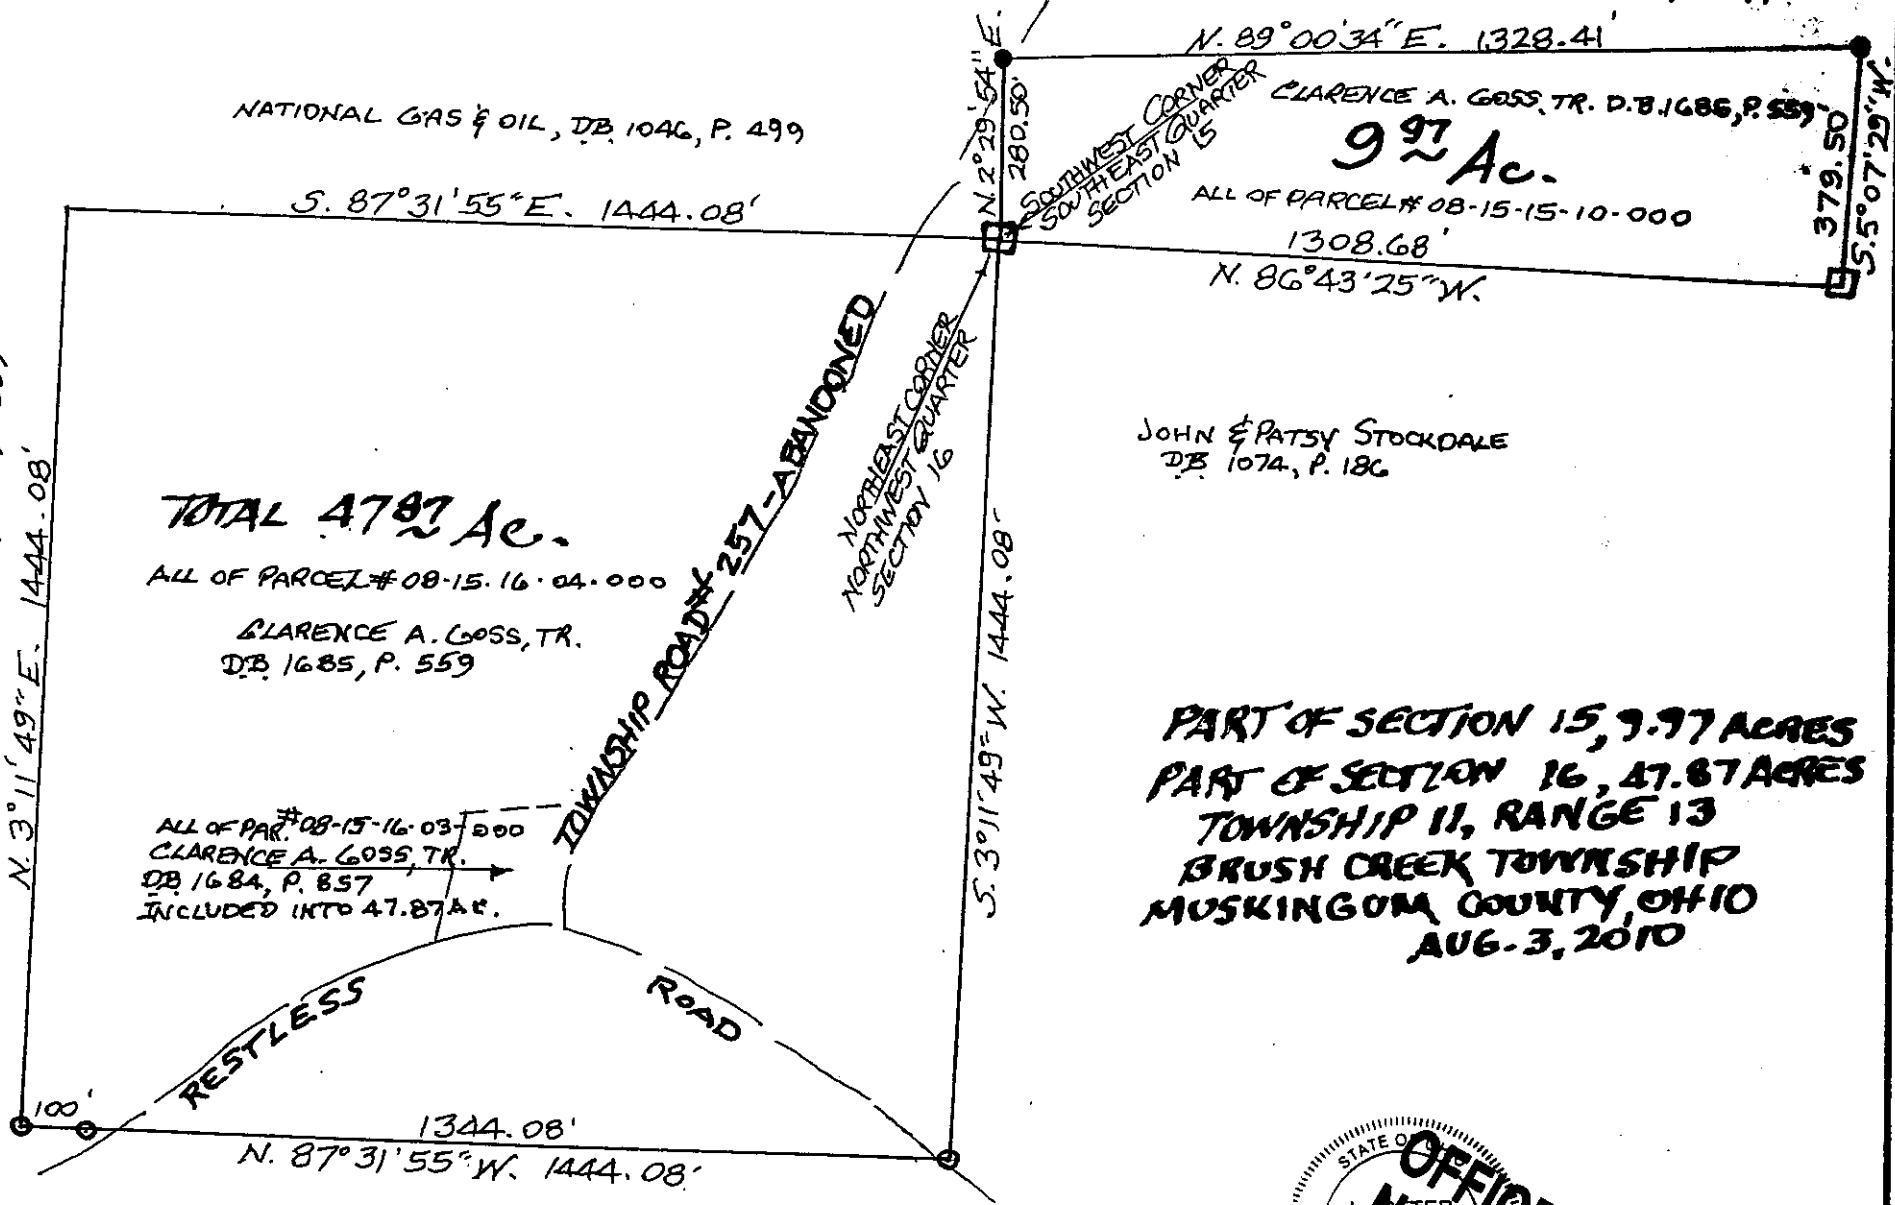 N. 89°00'34" E. 1328.41'
N. 2°29'54" E.
280.50'
NATIONAL GAS & OIL, DB 1046, P. 499
S. 87°31'55" E. 1444.08'
SOUTHWEST CORNER
SOUTHEAST QUARTER
SECTION 15
CLARENCE A. GOSS, TR. D.B. 1685, P. 559
9 97 Ac.
ALL OF PARCEL # 08-15-15-10-000
1308.68'
N. 86°43'25" W.
379.50'
S. 5°07'29" W.
NORTHEAST CORNER
NORTHWEST QUARTER
SECTION 16
TOWNSHIP ROAD # 257-ABANDONED
JOHN & PATSY STOCKDALE
DB 1074, P. 186
N. 3°11'49" E. 1444.08'
TOTAL 47 87 Ac.
ALL OF PARCEL # 08-15-16-04-000
CLARENCE A. GOSS, TR.
DB 1685, P. 559
S. 3°11'49" W. 1444.08'
ALL OF PAR. # 08-15-16-03-000
CLARENCE A. GOSS, TR.
DB 1684, P. 857
INCLUDED INTO 47.87 AC.
PART OF SECTION 15, 9.97 ACRES
PART OF SECTION 16, 47.87 ACRES
TOWNSHIP 11, RANGE 13
BRUSH CREEK TOWNSHIP
MUSKINGUM COUNTY, OHIO
AUG. 3, 2010
RESTLESS ROAD
100'
1344.08'
N. 87°31'55" W. 1444.08'
STATE OF